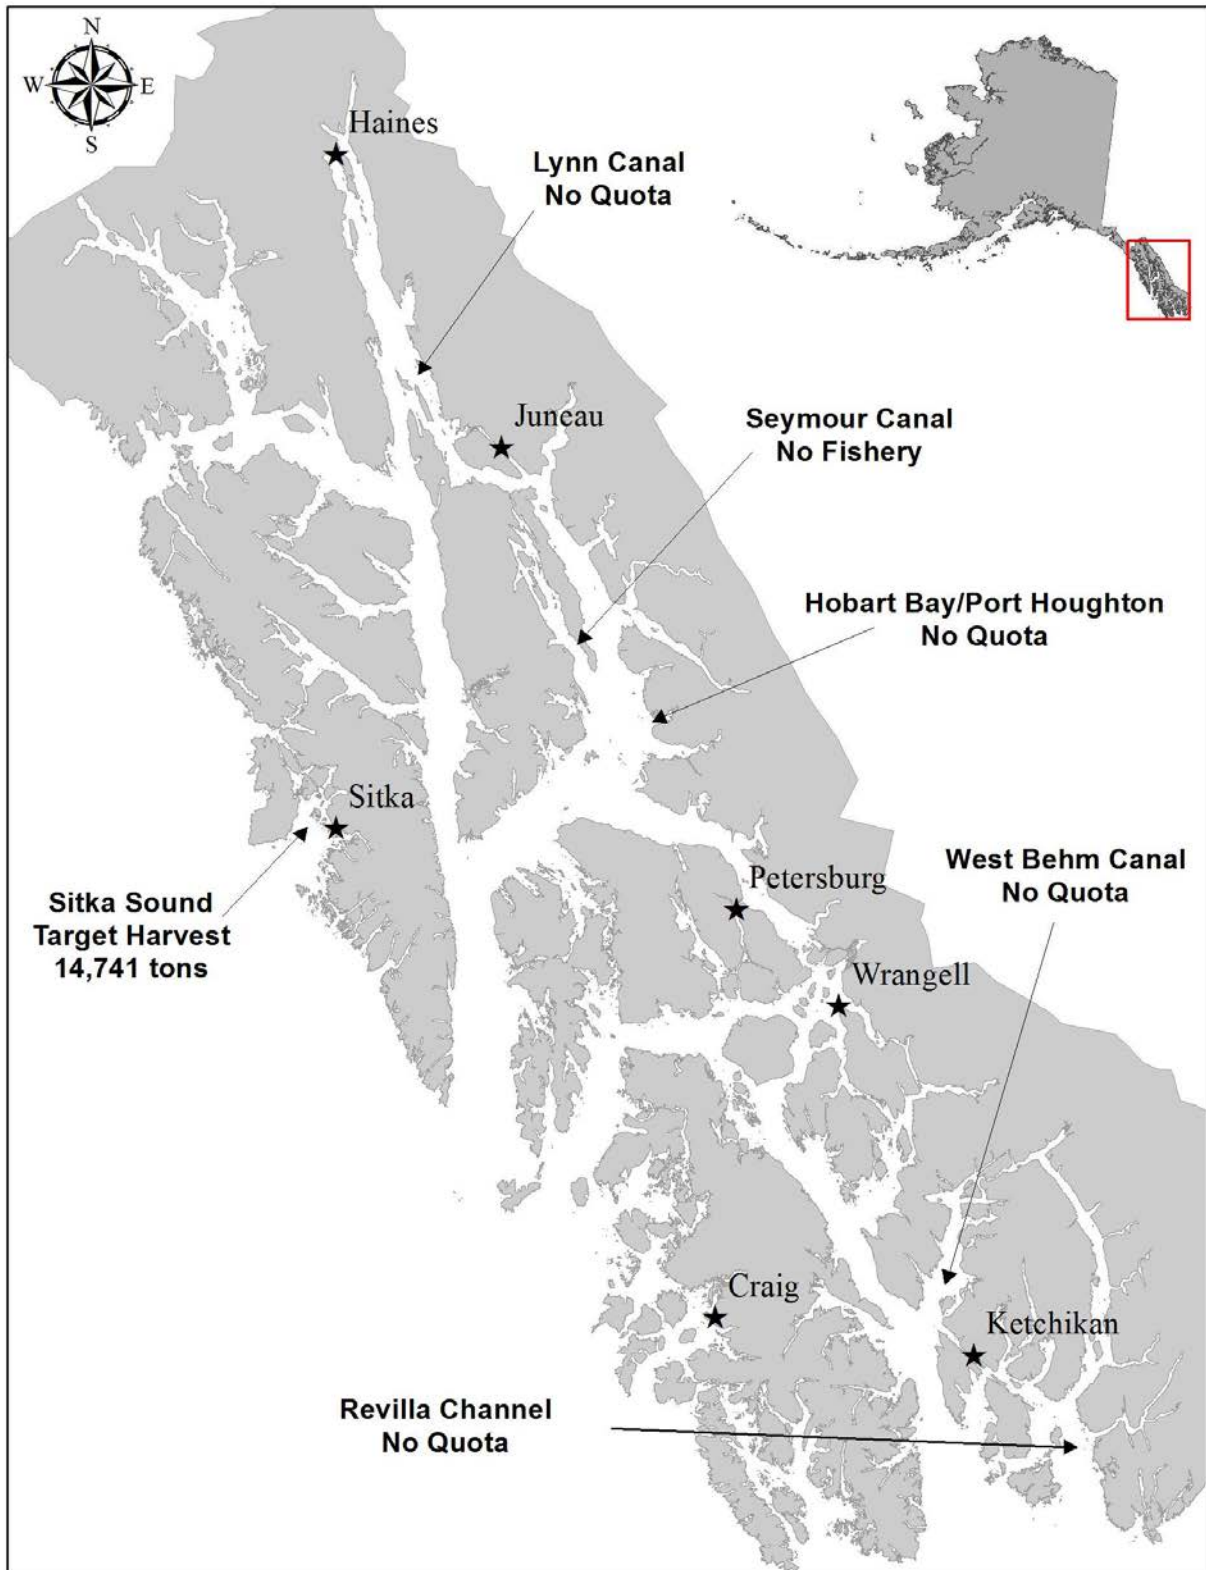 N
W E
S
Haines
Lynn Canal
No Quota
Juneau
Seymour Canal
No Fishery
Hobart Bay/Port Houghton
No Quota
Sitka
Sitka Sound
Target Harvest
14,741 tons
Petersburg
West Behm Canal
No Quota
Wrangell
Craig
Ketchikan
Revilla Channel
No Quota